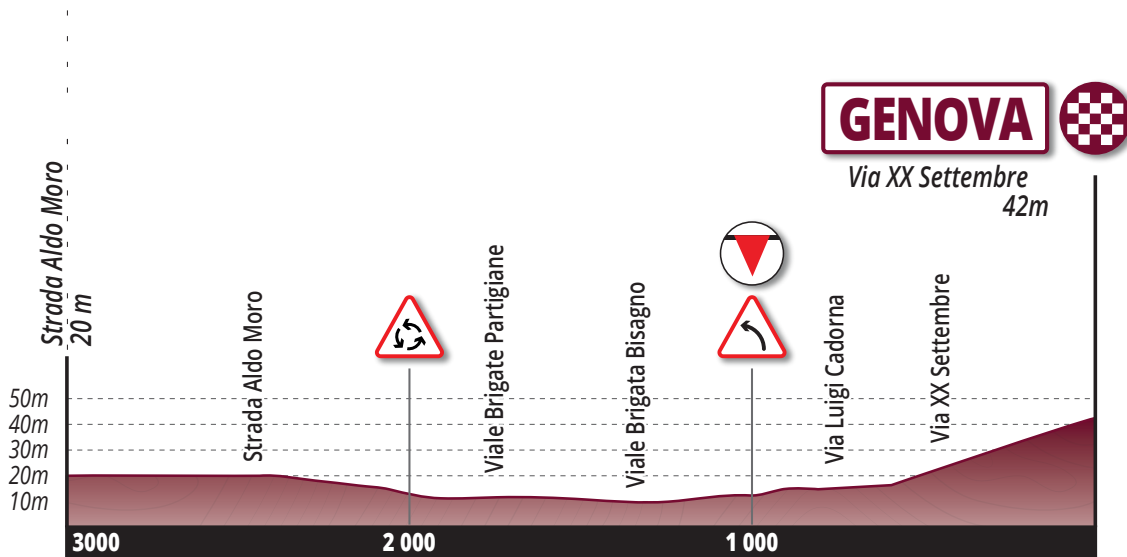 GENOVA
Via XX Settembre
42m
Strada Aldo Moro
20 m
Strada Aldo Moro
Viale Brigate Partigiane
Viale Brigata Bisagno
Via Luigi Cadorna
Via XX Settembre
50m
40m
30m
20m
10m
3000
2 000
1 000